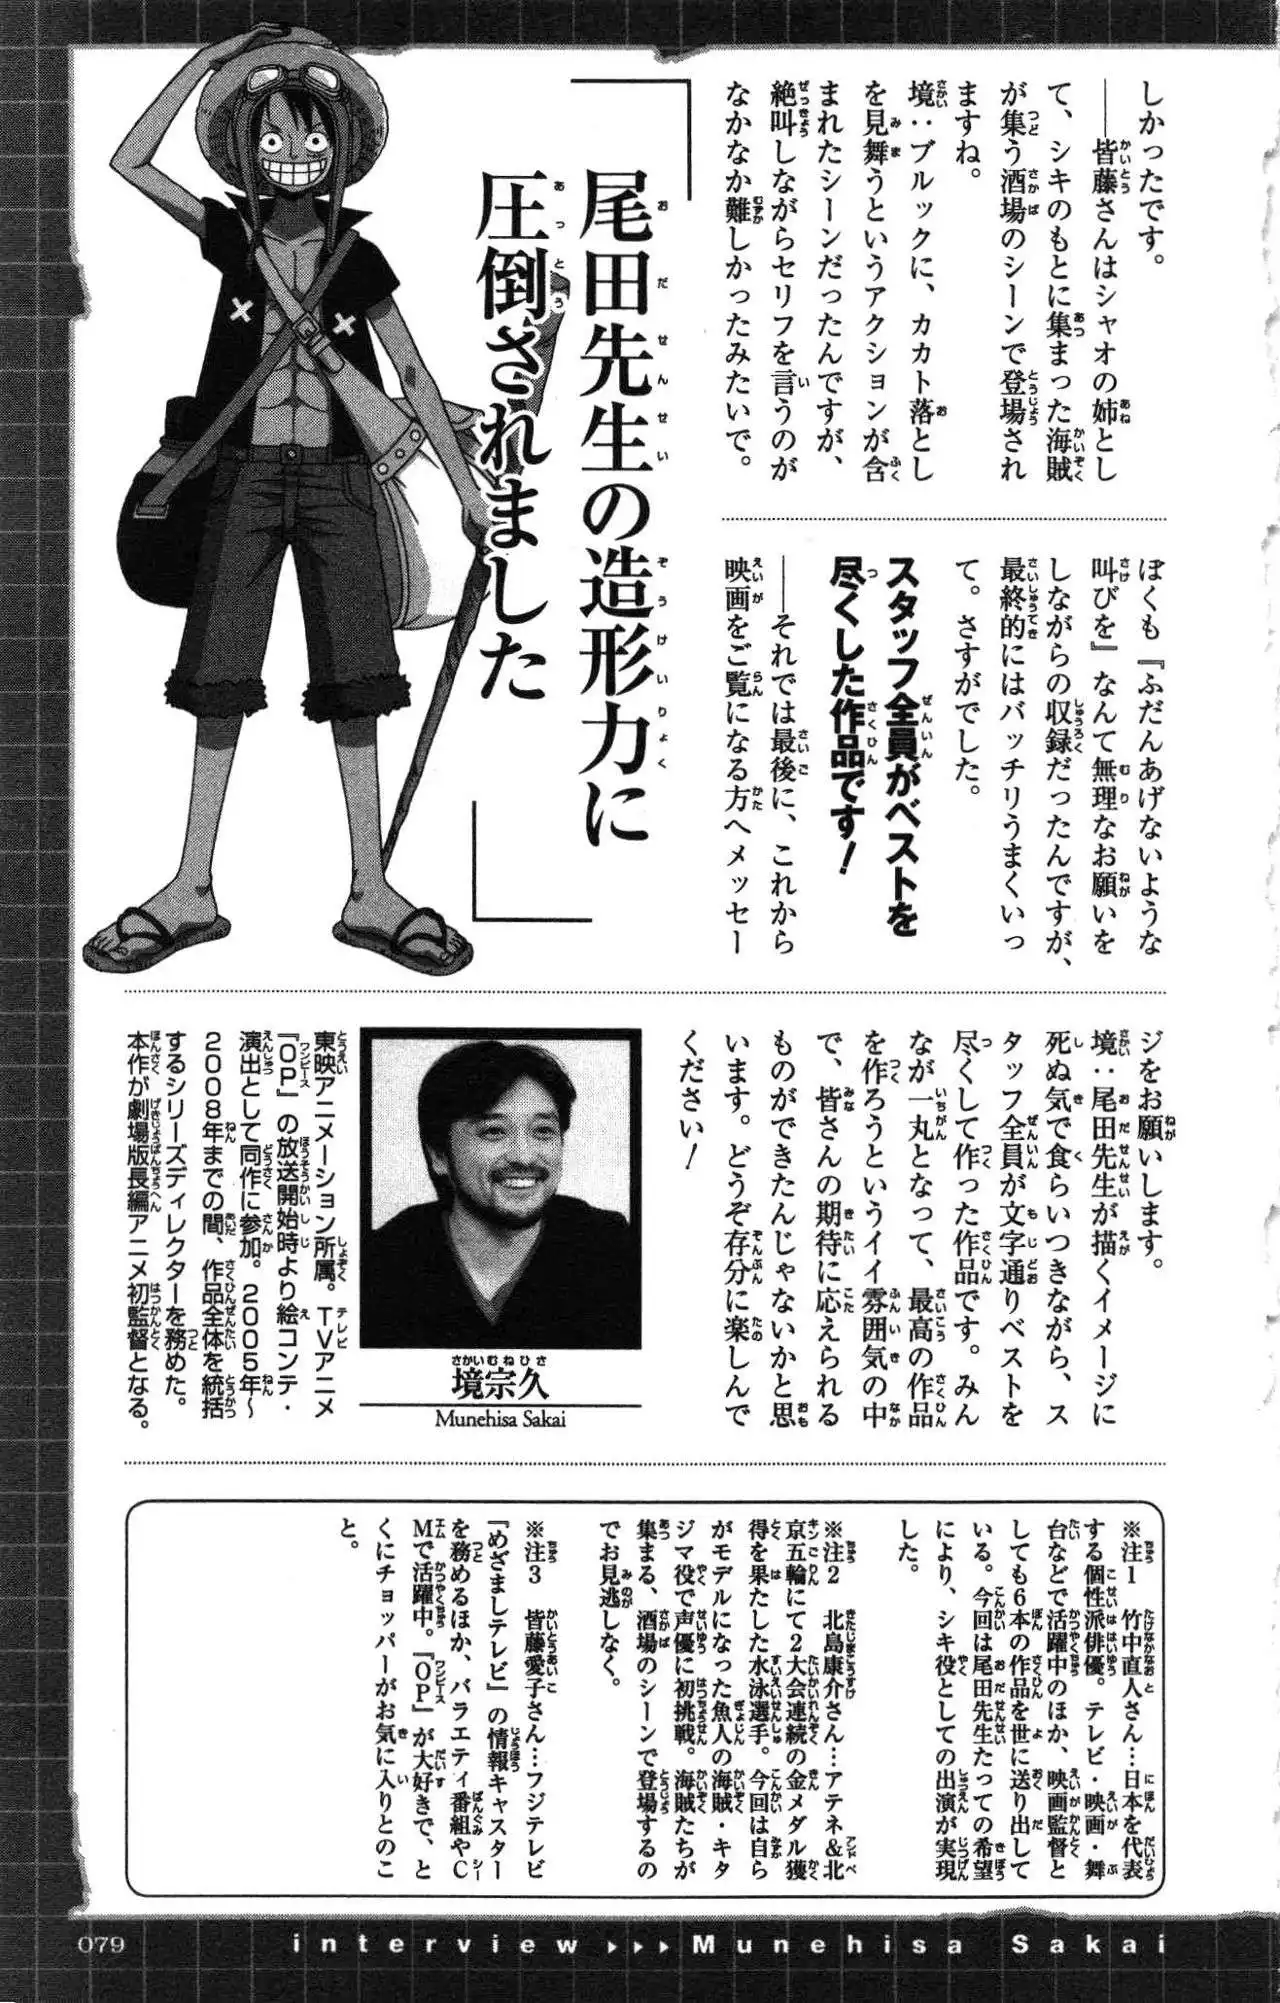 しかったです。
――皆藤さんはシャオの姉とし
て、シキのもとに集まった海賊
が集う酒場のシーンで登場され
ますね。
境：ブルックに、カカト落とし
を見舞うというアクションが含
まれたシーンだったんですが、
絶叫しながらセリフを言うのが
なかなか難しかったみたいで。
尾田先生の造形力に
圧倒されました
ぼくも『ふだんあげないような
叫びを』なんて無理なお願いを
しながらの収録だったんですが、
最終的にはバッチリうまくいっ
て。さすがでした。
スタッフ全員がベストを
尽くした作品です！
――それでは最後に、これから
映画をご覧になる方へメッセー
ジをお願いします。
境：尾田先生が描くイメージに
死ぬ気で食らいつきながら、ス
タッフ全員が文字通りベストを
尽くして作った作品です。みん
なが一丸となって、最高の作品
を作ろうというイイ雰囲気の中
で、皆さんの期待に応えられる
ものができたんじゃないかと思
います。どうぞ存分に楽しんで
ください！
さかいむねひさ
境宗久
Munehisa Sakai
東映アニメーション所属。TVアニメ
『OP』の放送開始時より絵コンテ・
演出として同作に参加。2005年～
2008年までの間、作品全体を統括
するシリーズディレクターを務めた。
本作が劇場版長編アニメ初監督となる。
※注1　竹中直人さん…日本を代表
する個性派俳優。テレビ・映画・舞
台などで活躍中のほか、映画監督と
しても6本の作品を世に送り出して
いる。今回は尾田先生たっての希望
により、シキ役としての出演が実現
した。
※注2　北島康介さん…アテネ&北
京五輪にて2大会連続の金メダル獲
得を果たした水泳選手。今回は自ら
がモデルになった魚人の海賊・キタ
ジマ役で声優に初挑戦。海賊たちが
集まる、酒場のシーンで登場するの
でお見逃しなく。
※注3　皆藤愛子さん…フジテレビ
『めざましテレビ』の情報キャスター
を務めるほか、バラエティ番組やC
Mで活躍中。『OP』が大好きで、と
くにチョッパーがお気に入りとのこ
と。
079
interview ▸▸▸ Munehisa Sakai